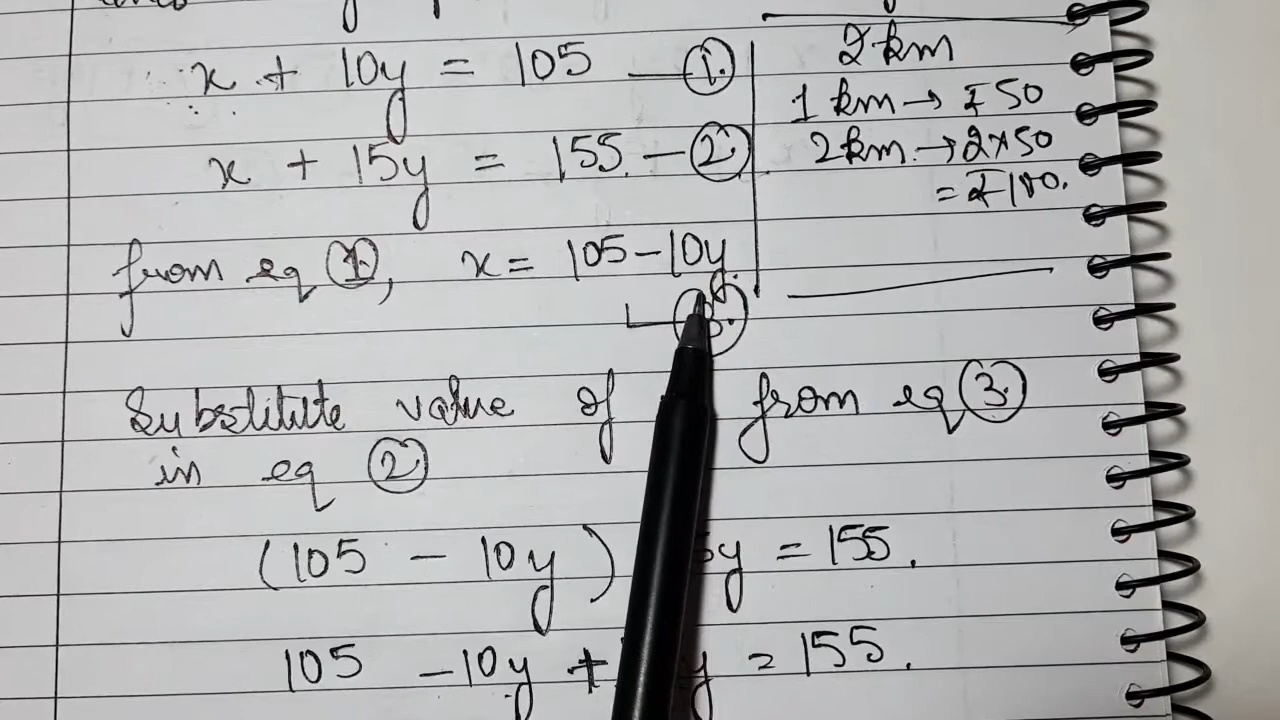 x + 10y = 105 — ①
x + 15y = 155. — ②
from eq ①, x = 105 - 10y.
Substitute value of from eq ③
in eq ②
(105 - 10y) 5y = 155.
105 - 10y + y = 155.
2 km
1 km → ₹50
2 km. → 2×50
= ₹100.